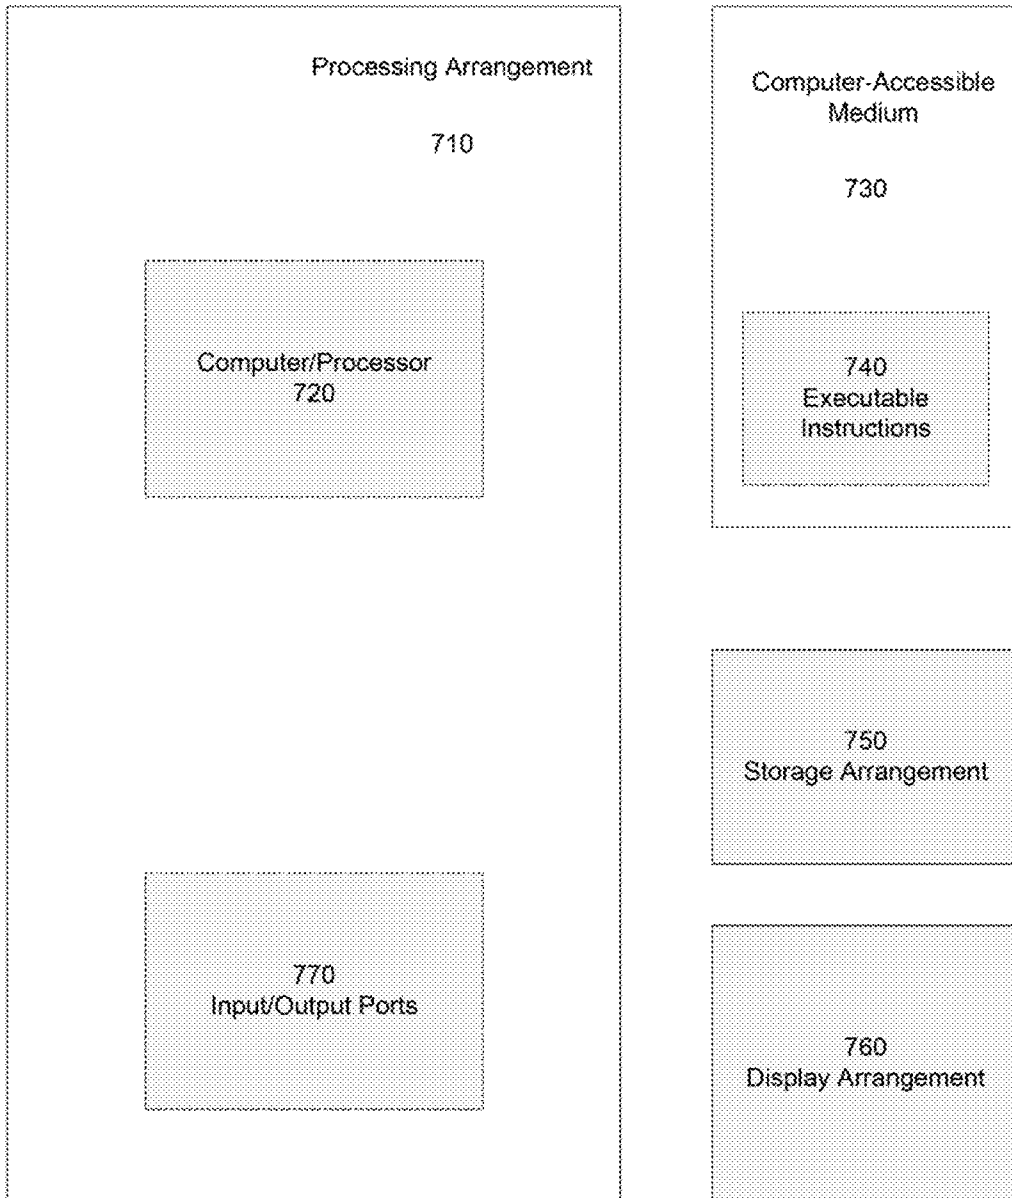 Processing Arrangement
710
Computer/Processor
720
770
Input/Output Ports
Computer-Accessible
Medium
730
740
Executable
Instructions
750
Storage Arrangement
760
Display Arrangement